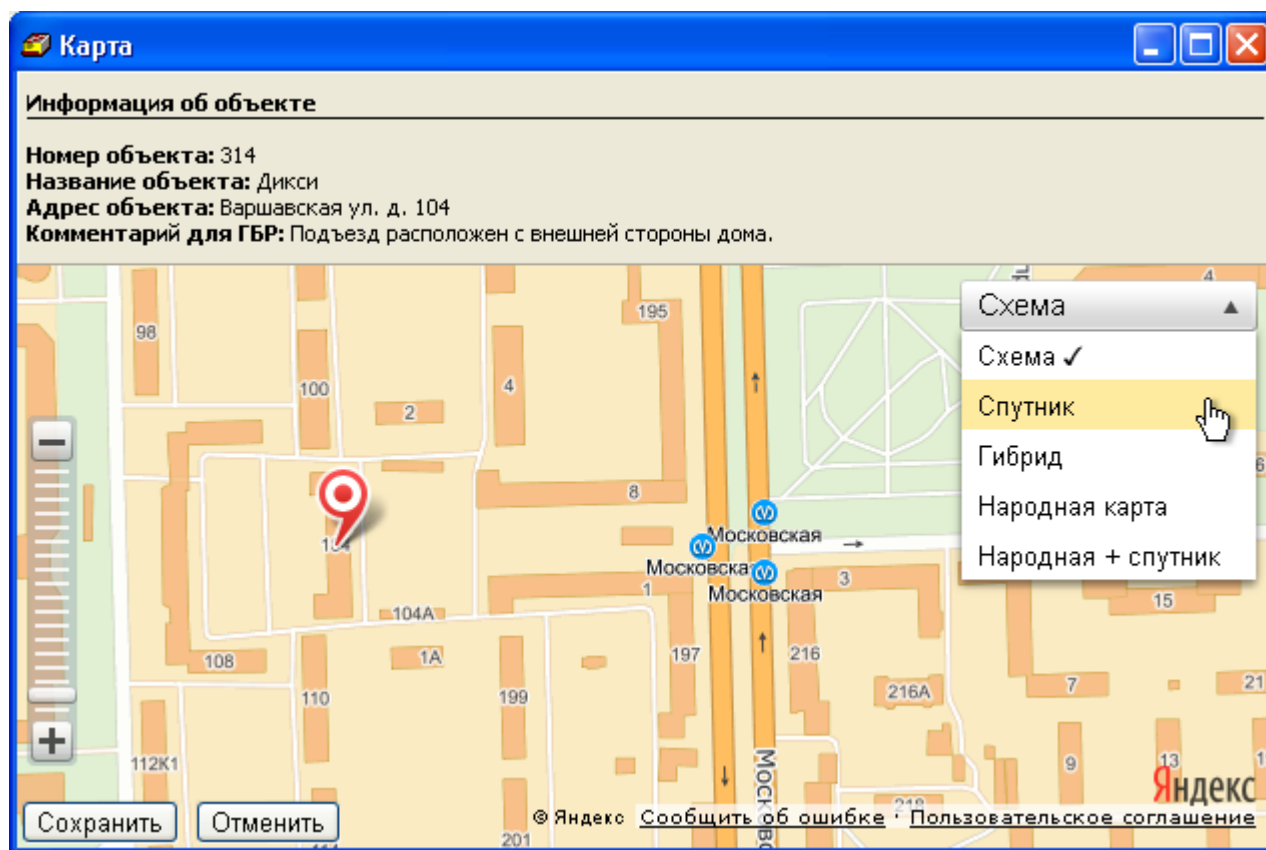 Карта
Информация об объекте
Номер объекта: 314
Название объекта: Дикси
Адрес объекта: Варшавская ул. д. 104
Комментарий для ГБР: Подъезд расположен с внешней стороны дома.
4
195
98
Схема
Схема ✓
100
4
2
Спутник
Гибрид
8
Народная карта
Московская
Московская
Народная + спутник
1
Московская
3
15
104А
108
1А
197
216
110
199
216А
7
21
112К1
9
13
Яндекс
Сохранить
Отменить
© Яндекс Сообщить об ошибке · Пользовательское соглашение
201